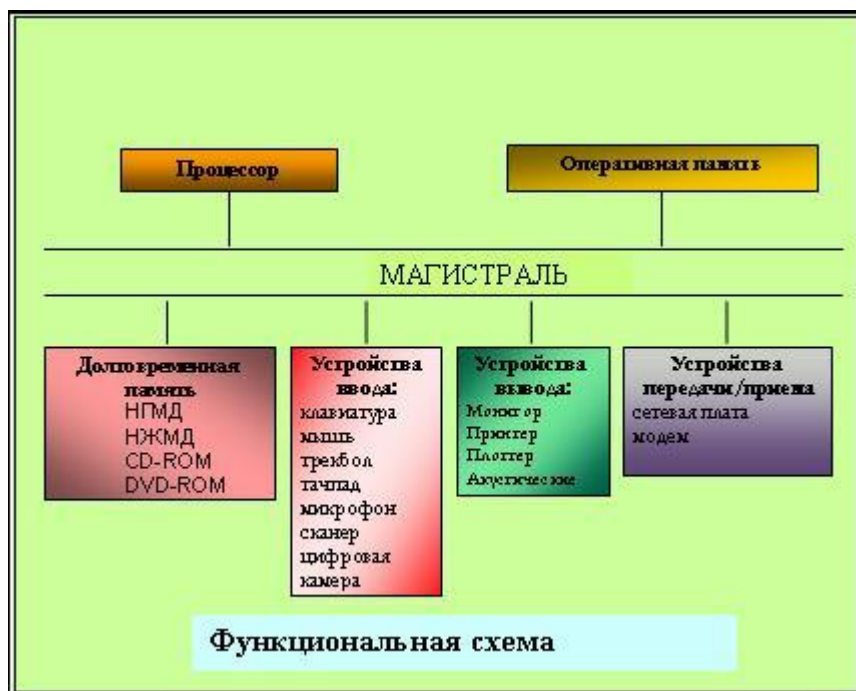 Процессор
Оперативная память
МАГИСТРАЛЬ
Долговременная
память
НГМД
НЖМД
CD-ROM
DVD-ROM
Устройства
ввода:
клавиатура
мышь
трекбол
тачпад
микрофон
сканер
цифровая
камера
Устройства
вывода:
Монитор
Принтер
Плоттер
Акустические
Устройства
передачи/приема
сетевая плата
модем
Функциональная схема